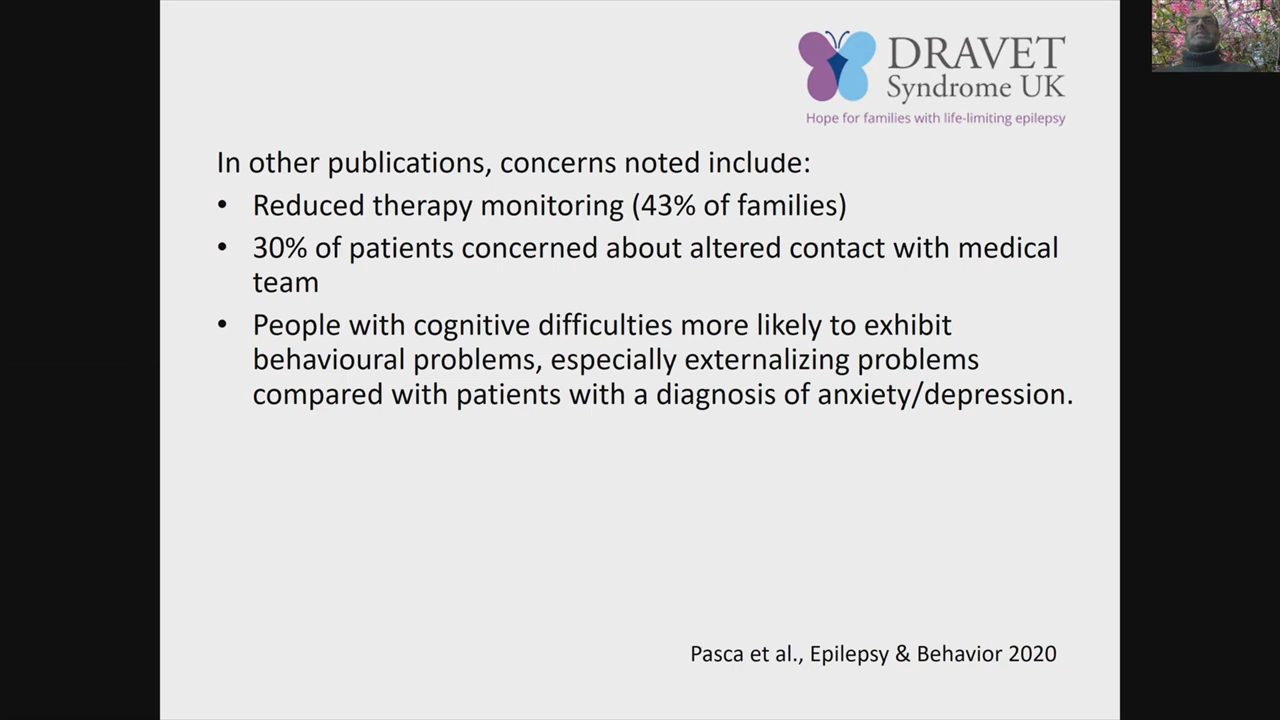 DRAVET
Syndrome UK
Hope for families with life-limiting epilepsy
In other publications, concerns noted include:
• Reduced therapy monitoring (43% of families)
• 30% of patients concerned about altered contact with medical
team
• People with cognitive difficulties more likely to exhibit
behavioural problems, especially externalizing problems
compared with patients with a diagnosis of anxiety/depression.
Pasca et al., Epilepsy & Behavior 2020